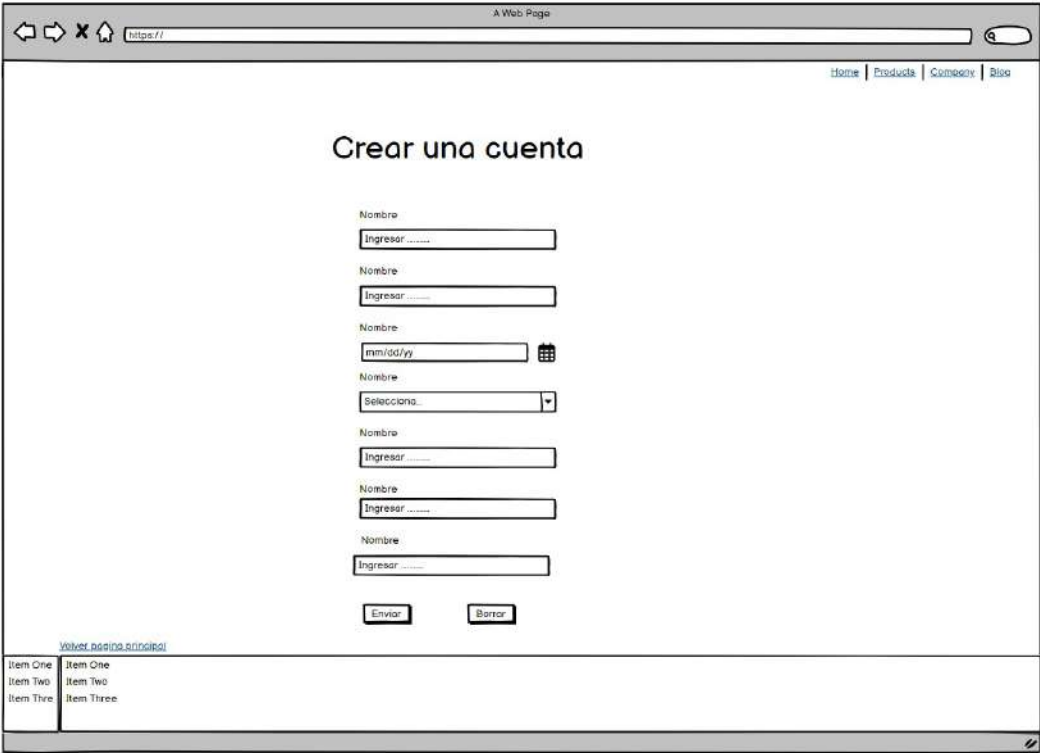 A Web Page
https://
Home Products Company Blog
Crear una cuenta
Nombre
Ingresar ........
Nombre
Ingresar ........
Nombre
mm/dd/yy
Nombre
Selecciona..
Nombre
Ingresar ........
Nombre
Ingresar ........
Nombre
Ingresar ........
Enviar Borrar
Volver pagina principal
Item One Item One
Item Two Item Two
Item Thre Item Three